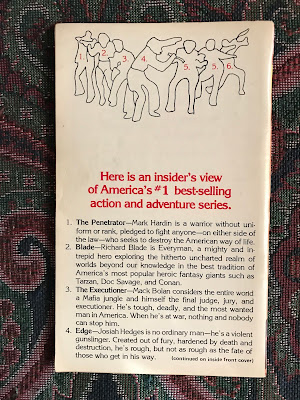 1. 2. 3. 4. 5. 5. 6.
Here is an insider's view
of America's #1 best-selling
action and adventure series.
1. The Penetrator—Mark Hardin is a warrior without uni-
form or rank, pledged to fight anyone—on either side of
the law—who seeks to destroy the American way of life.
2. Blade—Richard Blade is Everyman, a mighty and in-
trepid hero exploring the hitherto uncharted realm of
worlds beyond our knowledge in the best tradition of
America's most popular heroic fantasy giants such as
Tarzan, Doc Savage, and Conan.
3. The Executioner—Mack Bolan considers the entire world
a Mafia jungle and himself the final judge, jury, and
executioner. He's tough, deadly, and the most wanted
man in America. When he's at war, nothing and nobody
can stop him.
4. Edge—Josiah Hedges is no ordinary man—he's a violent
gunslinger. Created out of fury, hardened by death and
destruction, he's rough, but not as rough as the fate of
those who get in his way. (continued on inside front cover)